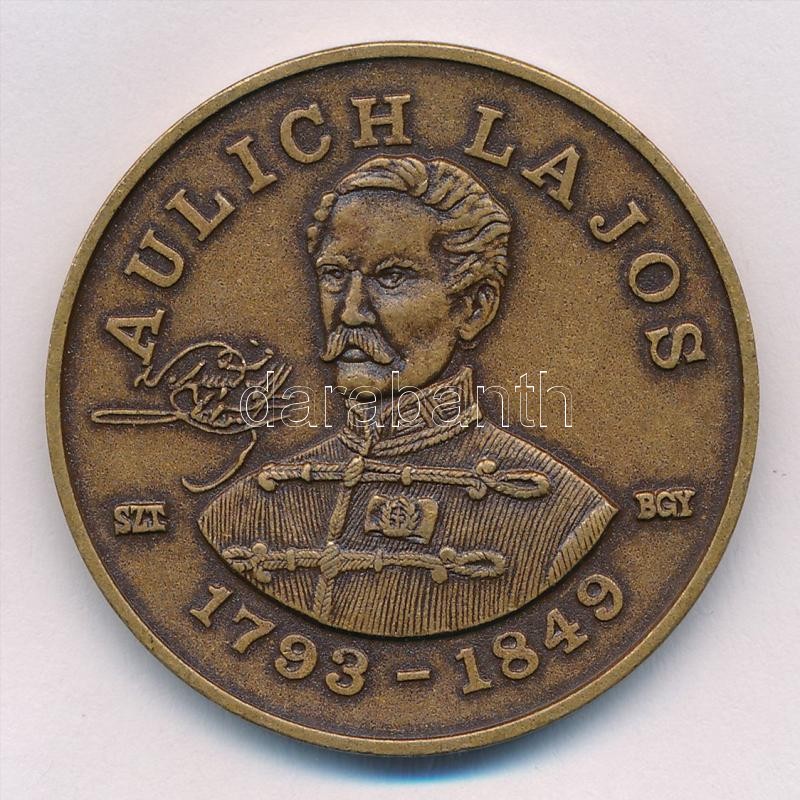 AULICH LAJOS
darabanth
SZT
BGY
1793 - 1849